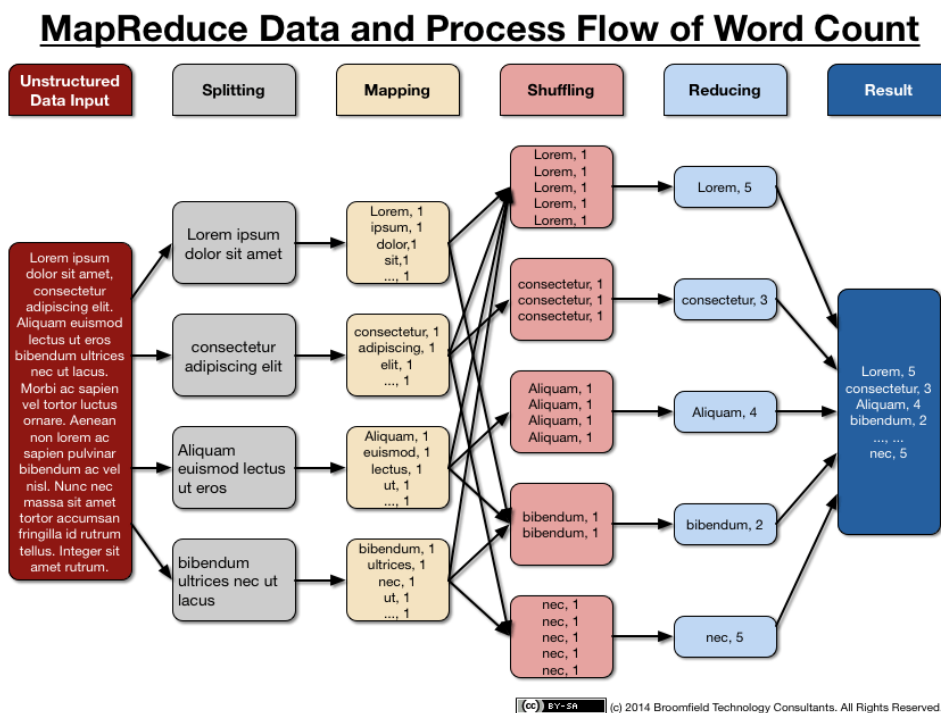 MapReduce Data and Process Flow of Word Count
Unstructured
Data Input
Splitting
Mapping
Shuffling
Reducing
Result
Lorem ipsum
dolor sit amet,
consectetur
adipiscing elit.
Aliquam euismod
lectus ut eros
bibendum ultrices
nec ut lacus.
Morbi ac sapien
vel tortor luctus
ornare. Aenean
non lorem ac
sapien pulvinar
bibendum ac vel
nisl. Nunc nec
massa sit amet
tortor accumsan
fringilla id rutrum
tellus. Integer sit
amet rutrum.
Lorem ipsum
dolor sit amet
consectetur
adipiscing elit
Aliquam
euismod lectus
ut eros
bibendum
ultrices nec ut
lacus
Lorem, 1
ipsum, 1
dolor,1
sit,1
..., 1
consectetur, 1
adipiscing, 1
elit, 1
..., 1
Aliquam, 1
euismod, 1
lectus, 1
ut, 1
..., 1
bibendum, 1
ultrices, 1
nec, 1
ut, 1
..., 1
Lorem, 1
Lorem, 1
Lorem, 1
Lorem, 1
Lorem, 1
consectetur, 1
consectetur, 1
consectetur, 1
Aliquam, 1
Aliquam, 1
Aliquam, 1
Aliquam, 1
bibendum, 1
bibendum, 1
nec, 1
nec, 1
nec, 1
nec, 1
nec, 1
Lorem, 5
consectetur, 3
Aliquam, 4
bibendum, 2
nec, 5
Lorem, 5
consectetur, 3
Aliquam, 4
bibendum, 2
..., ...
nec, 5
(cc) BY-SA (c) 2014 Broomfield Technology Consultants. All Rights Reserved